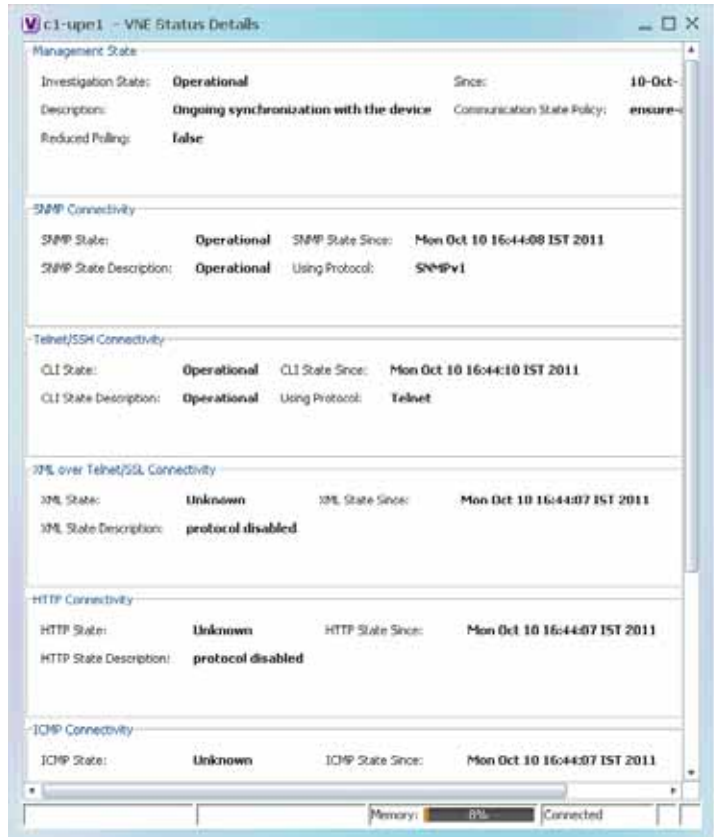 c1-upe1 - VNE Status Details
Management State
Investigation State: Operational Since: 10-Oct-
Description: Ongoing synchronization with the device Communication State Policy: ensure-
Reduced Polling: false
SNMP Connectivity
SNMP State: Operational SNMP State Since: Mon Oct 10 16:44:08 IST 2011
SNMP State Description: Operational Using Protocol: SNMPv1
Telnet/SSH Connectivity
CLI State: Operational CLI State Since: Mon Oct 10 16:44:10 IST 2011
CLI State Description: Operational Using Protocol: Telnet
XML over Telnet/SSL Connectivity
XML State: Unknown XML State Since: Mon Oct 10 16:44:07 IST 2011
XML State Description: protocol disabled
HTTP Connectivity
HTTP State: Unknown HTTP State Since: Mon Oct 10 16:44:07 IST 2011
HTTP State Description: protocol disabled
ICMP Connectivity
ICMP State: Unknown ICMP State Since: Mon Oct 10 16:44:07 IST 2011
Memory: 8% Connected